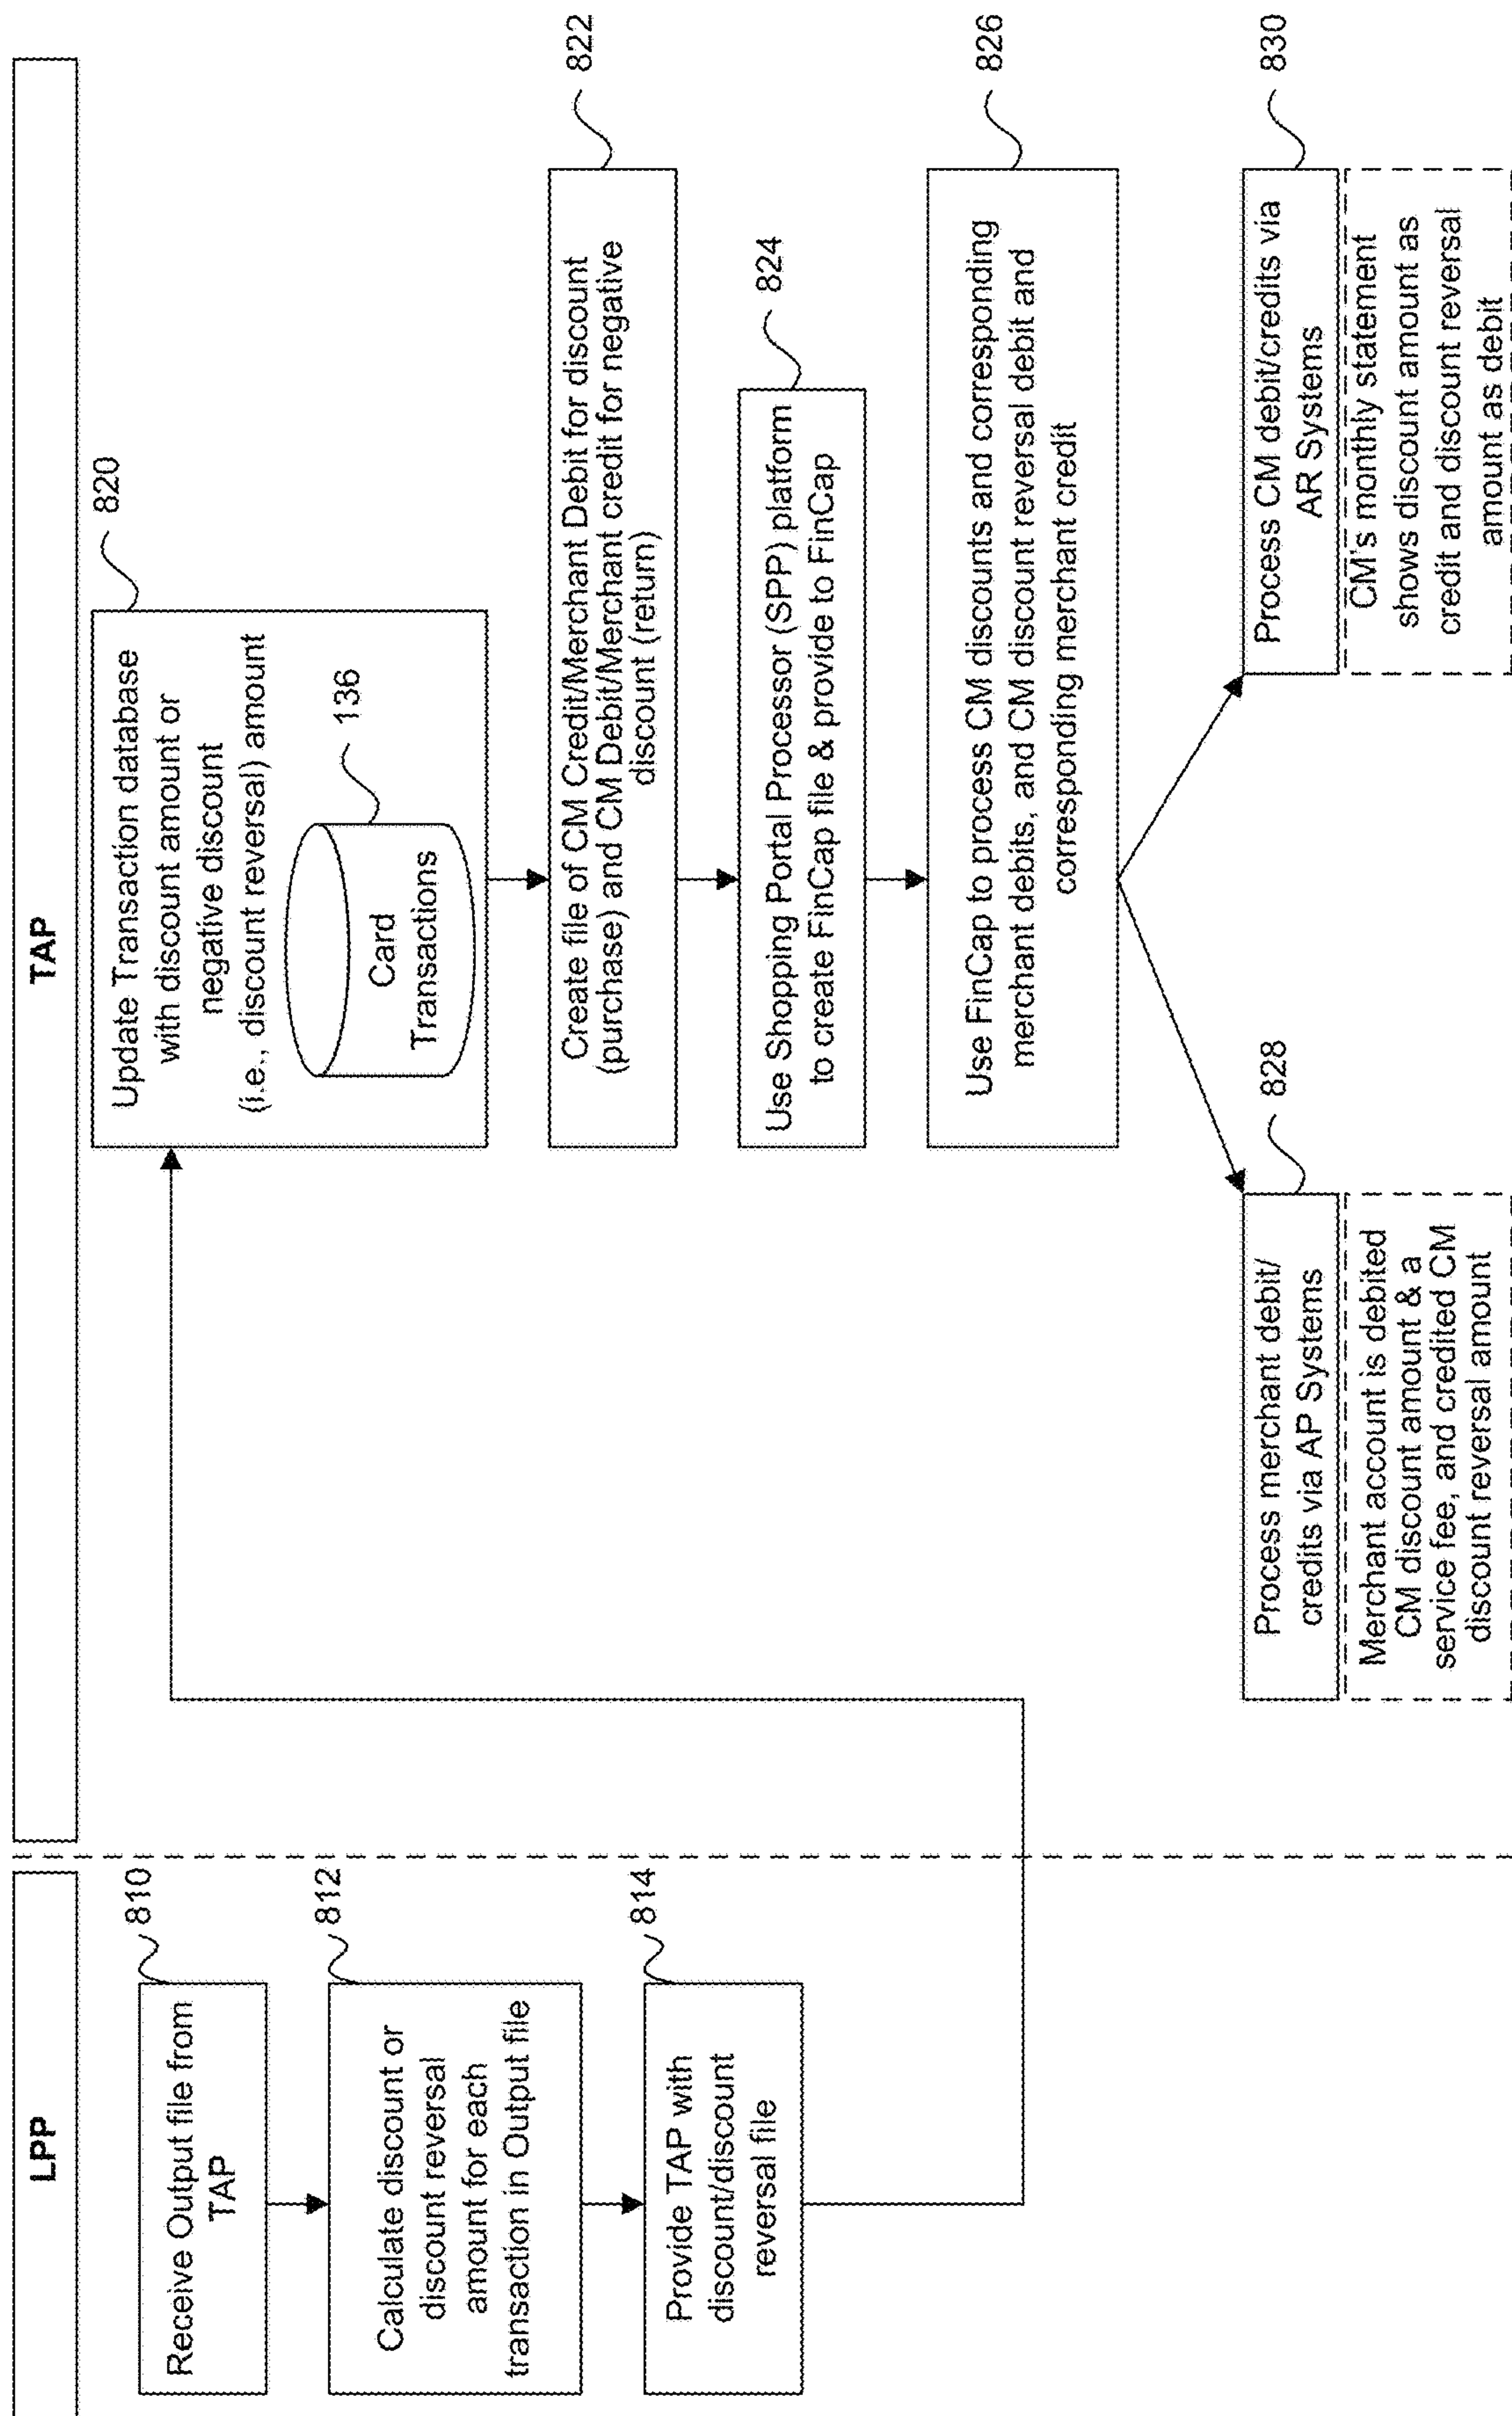 LPP
Receive Output file from
TAP
810
Calculate discount or
discount reversal
amount for each
transaction in Output file
812
Provide TAP with
discount/discount
reversal file
814
TAP
Update Transaction database
with discount amount or
negative discount
(i.e., discount reversal) amount
820
Card
Transactions
136
Create file of CM Credit/Merchant Debit for discount
(purchase) and CM Debit/Merchant credit for negative
discount (return)
822
Use Shopping Portal Processor (SPP) platform
to create FinCap file & provide to FinCap
824
Use FinCap to process CM discounts and corresponding
merchant debits, and CM discount reversal debit and
corresponding merchant credit
826
Process merchant debit/
credits via AP Systems
828
Merchant account is debited
CM discount amount & a
service fee, and credited CM
discount reversal amount
Process CM debit/credits via
AR Systems
830
CM's monthly statement
shows discount amount as
credit and discount reversal
amount as debit